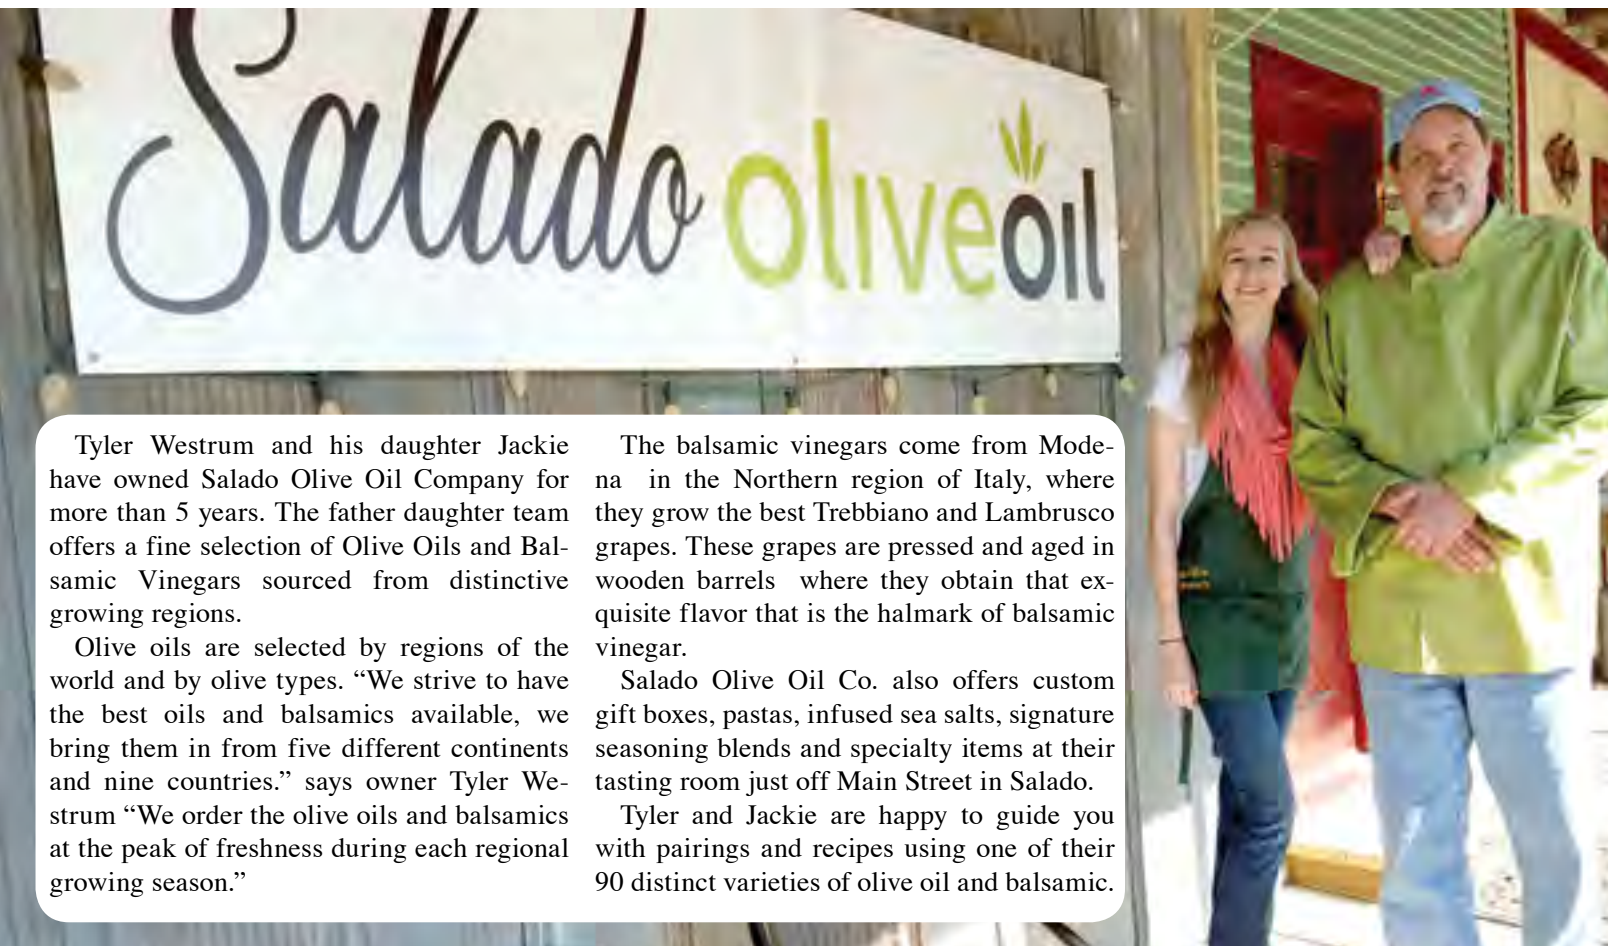 Salado oliveoil
Tyler Westrum and his daughter Jackie
have owned Salado Olive Oil Company for
more than 5 years. The father daughter team
offers a fine selection of Olive Oils and Bal-
samic Vinegars sourced from distinctive
growing regions.
Olive oils are selected by regions of the
world and by olive types. “We strive to have
the best oils and balsamics available, we
bring them in from five different continents
and nine countries.” says owner Tyler We-
strum “We order the olive oils and balsamics
at the peak of freshness during each regional
growing season.”
The balsamic vinegars come from Mode-
na in the Northern region of Italy, where
they grow the best Trebbiano and Lambrusco
grapes. These grapes are pressed and aged in
wooden barrels where they obtain that ex-
quisite flavor that is the halmark of balsamic
vinegar.
Salado Olive Oil Co. also offers custom
gift boxes, pastas, infused sea salts, signature
seasoning blends and specialty items at their
tasting room just off Main Street in Salado.
Tyler and Jackie are happy to guide you
with pairings and recipes using one of their
90 distinct varieties of olive oil and balsamic.